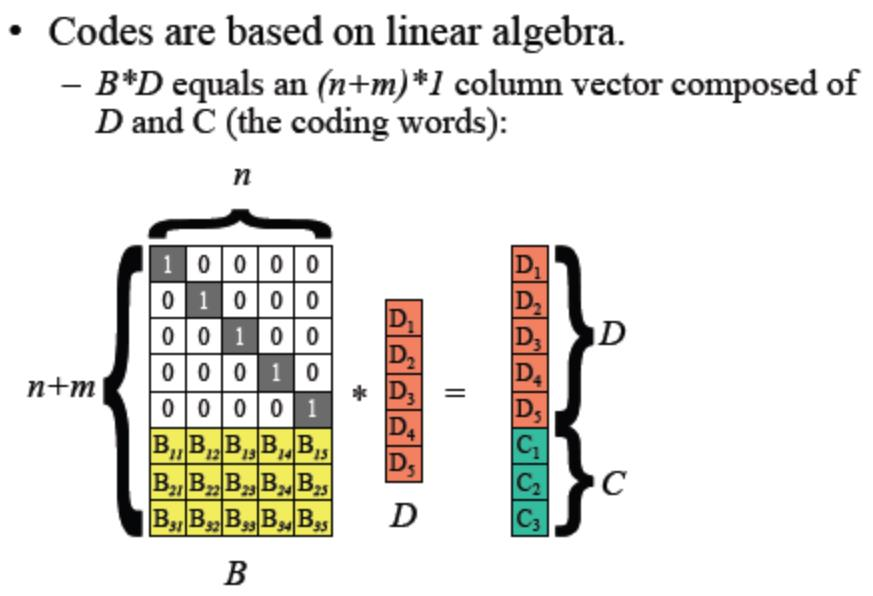 • Codes are based on linear algebra.
– B*D equals an (n+m)*1 column vector composed of
D and C (the coding words):
n
n+m
1 0 0 0 0
0 1 0 0 0
0 0 1 0 0
0 0 0 1 0
0 0 0 0 1
B11 B12 B13 B14 B15
B21 B22 B23 B24 B25
B31 B32 B33 B34 B35
B
*
D1
D2
D3
D4
D5
D
=
D1
D2
D3
D4
D5
C1
C2
C3
D
C